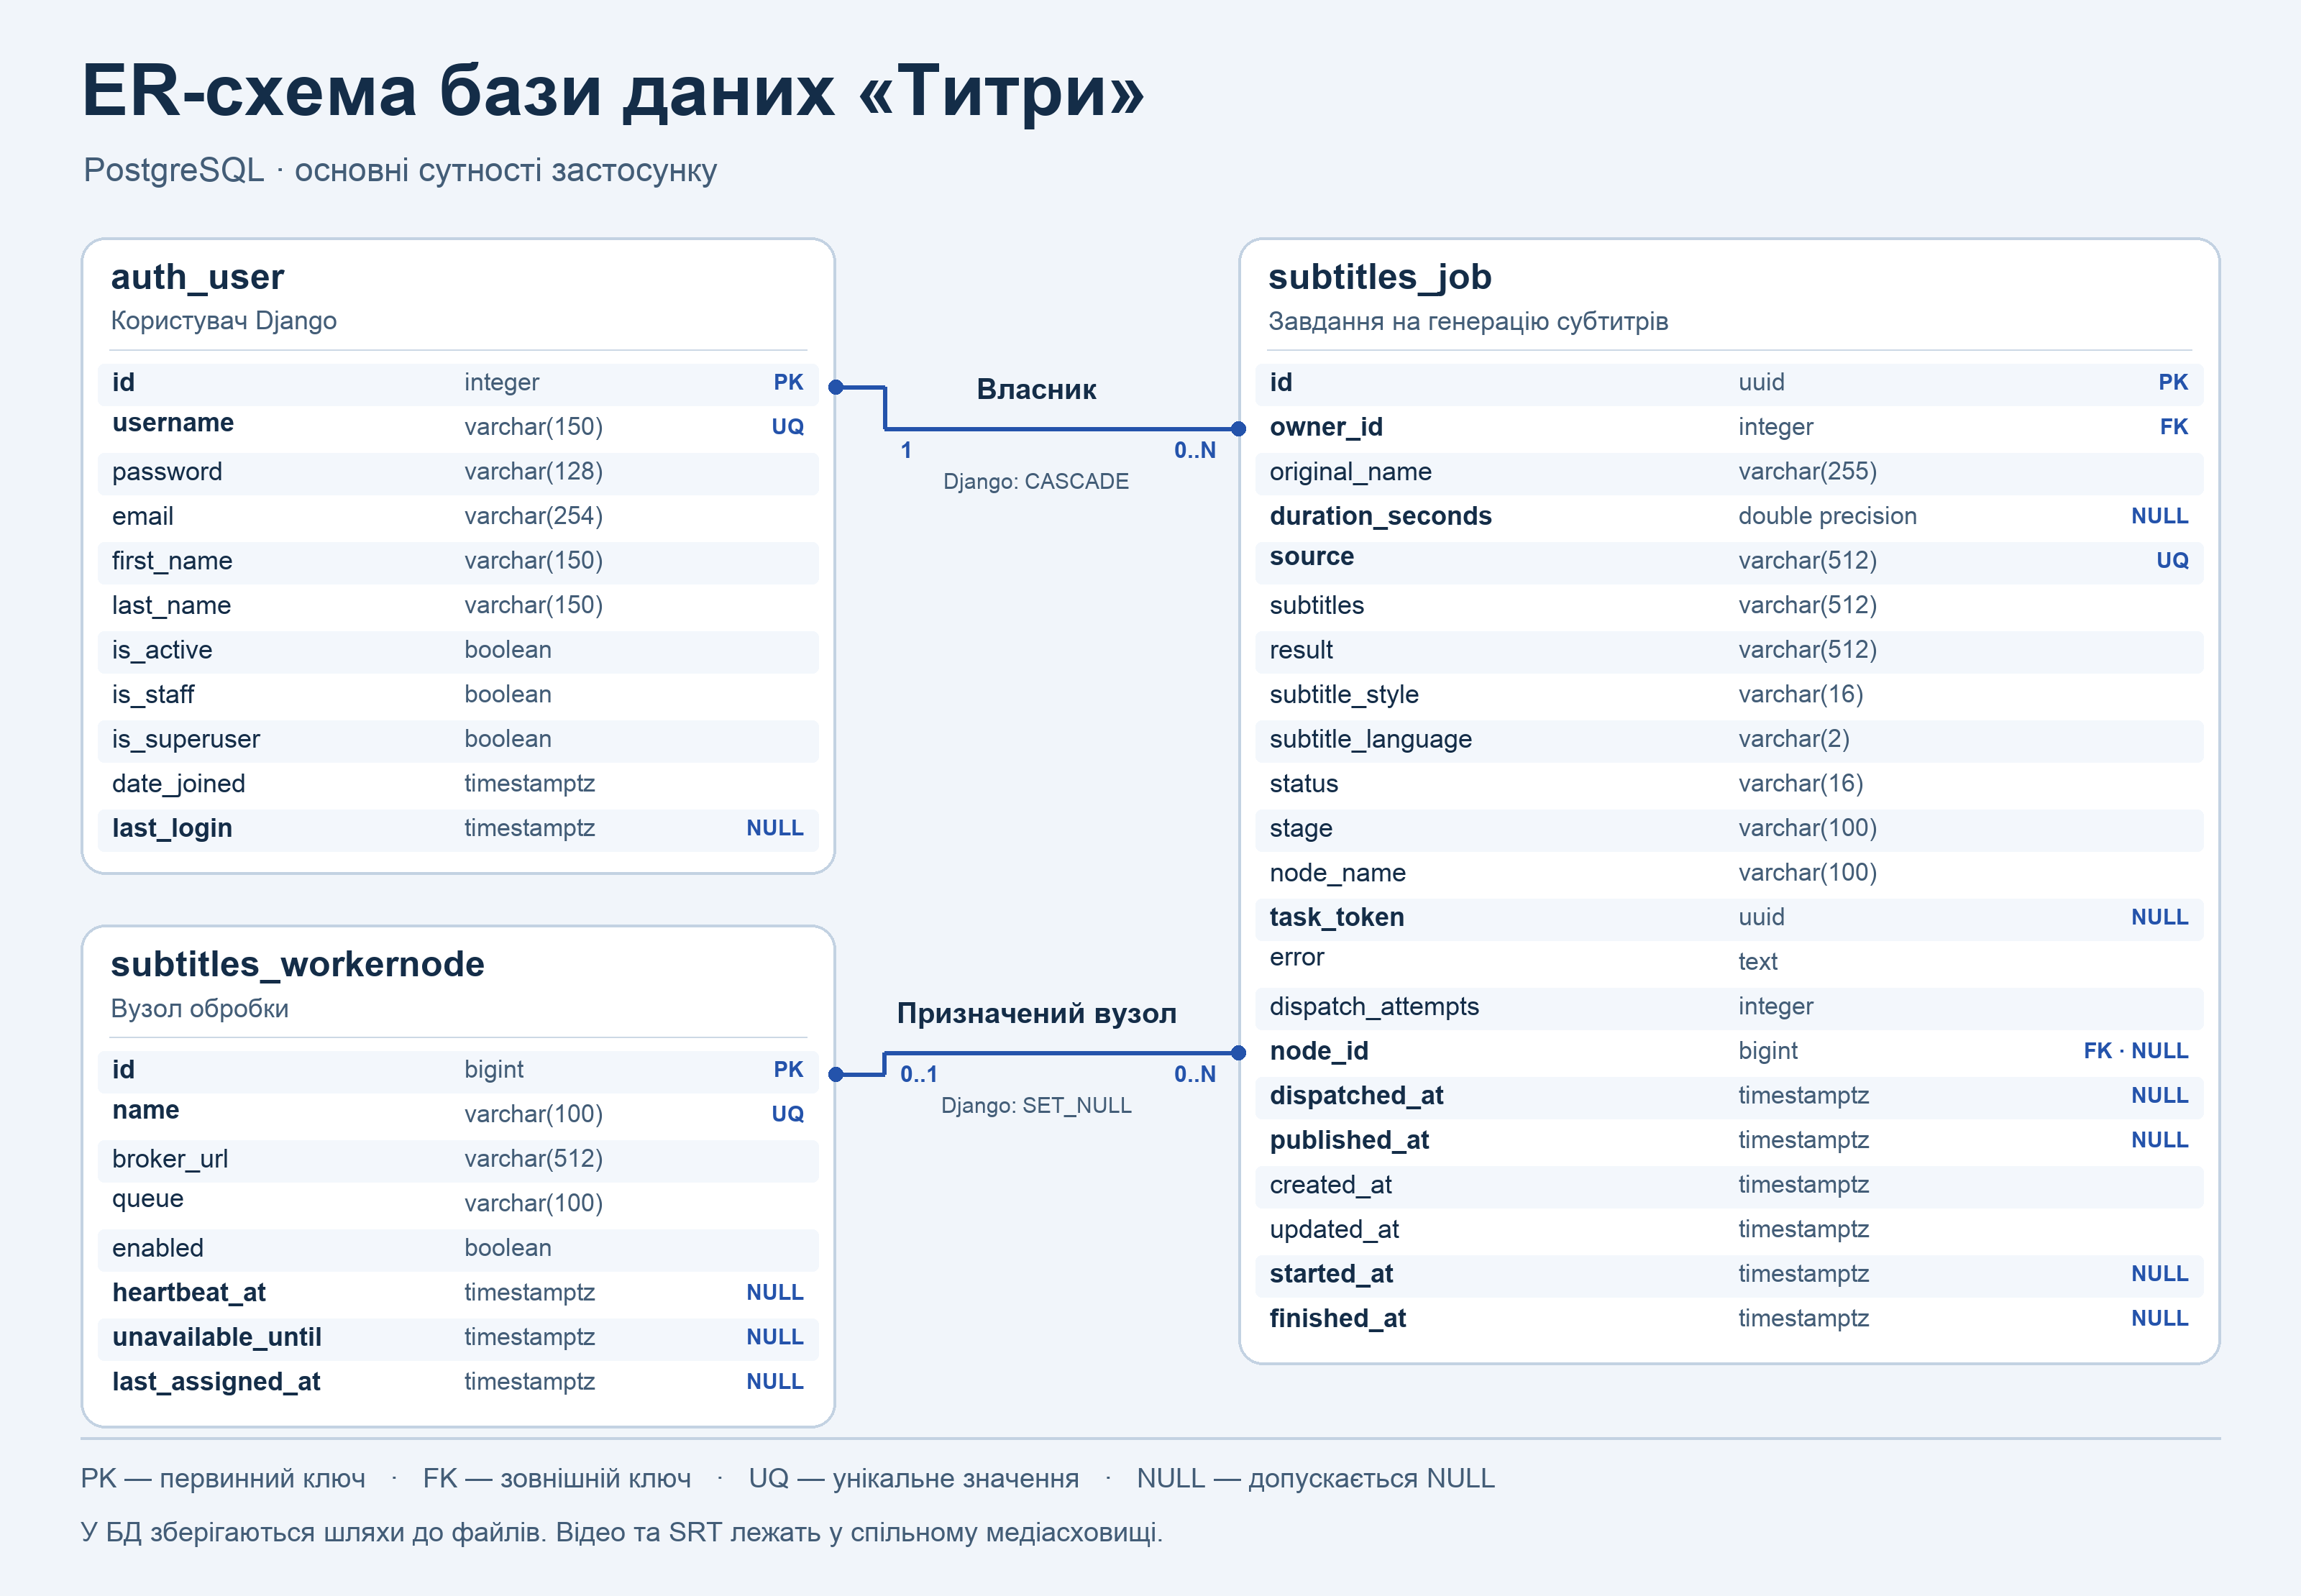 ER-схема бази даних «Титри»
PostgreSQL · основні сутності застосунку
auth_user
Користувач Django
id integer PK
username varchar(150) UQ
password varchar(128)
email varchar(254)
first_name varchar(150)
last_name varchar(150)
is_active boolean
is_staff boolean
is_superuser boolean
date_joined timestamptz
last_login timestamptz NULL
Власник
1 0..N
Django: CASCADE
subtitles_workernode
Вузол обробки
id bigint PK
name varchar(100) UQ
broker_url varchar(512)
queue varchar(100)
enabled boolean
heartbeat_at timestamptz NULL
unavailable_until timestamptz NULL
last_assigned_at timestamptz NULL
Призначений вузол
0..1 0..N
Django: SET_NULL
subtitles_job
Завдання на генерацію субтитрів
id uuid PK
owner_id integer FK
original_name varchar(255)
duration_seconds double precision NULL
source varchar(512) UQ
subtitles varchar(512)
result varchar(512)
subtitle_style varchar(16)
subtitle_language varchar(2)
status varchar(16)
stage varchar(100)
node_name varchar(100)
task_token uuid NULL
error text
dispatch_attempts integer
node_id bigint FK · NULL
dispatched_at timestamptz NULL
published_at timestamptz NULL
created_at timestamptz
updated_at timestamptz
started_at timestamptz NULL
finished_at timestamptz NULL
PK — первинний ключ · FK — зовнішній ключ · UQ — унікальне значення · NULL — допускається NULL
У БД зберігаються шляхи до файлів. Відео та SRT лежать у спільному медіасховищі.